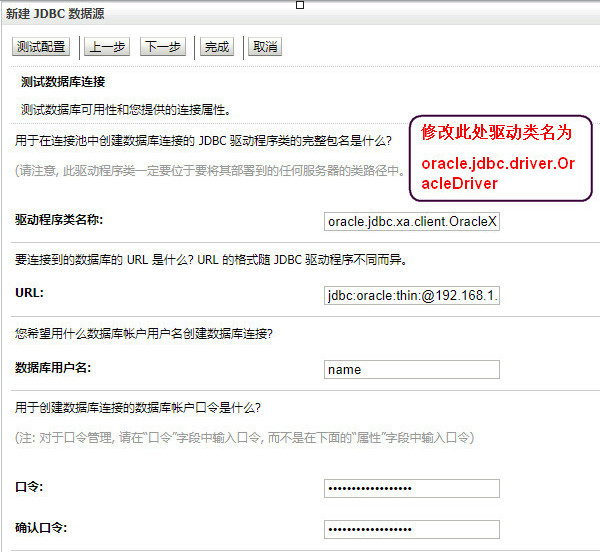 新建 JDBC 数据源
测试配置 上一步 下一步 完成 取消
测试数据库连接
测试数据库可用性和您提供的连接属性。
修改此处驱动类名为
oracle.jdbc.driver.Or
acleDriver
用于在连接池中创建数据库连接的 JDBC 驱动程序类的完整包名是什么?
(请注意, 此驱动程序类一定要位于要将其部署到的任何服务器的类路径中。
驱动程序类名称: oracle.jdbc.xa.client.OracleX
要连接到的数据库的 URL 是什么? URL 的格式随 JDBC 驱动程序不同而异。
URL: jdbc:oracle:thin:@192.168.1.
您希望用什么数据库帐户用户名创建数据库连接?
数据库用户名: name
用于创建数据库连接的数据库帐户口令是什么?
(注: 对于口令管理, 请在“口令”字段中输入口令, 而不是在下面的“属性”字段中输入口令)
口令: ••••••••••••••••••
确认口令: ••••••••••••••••••